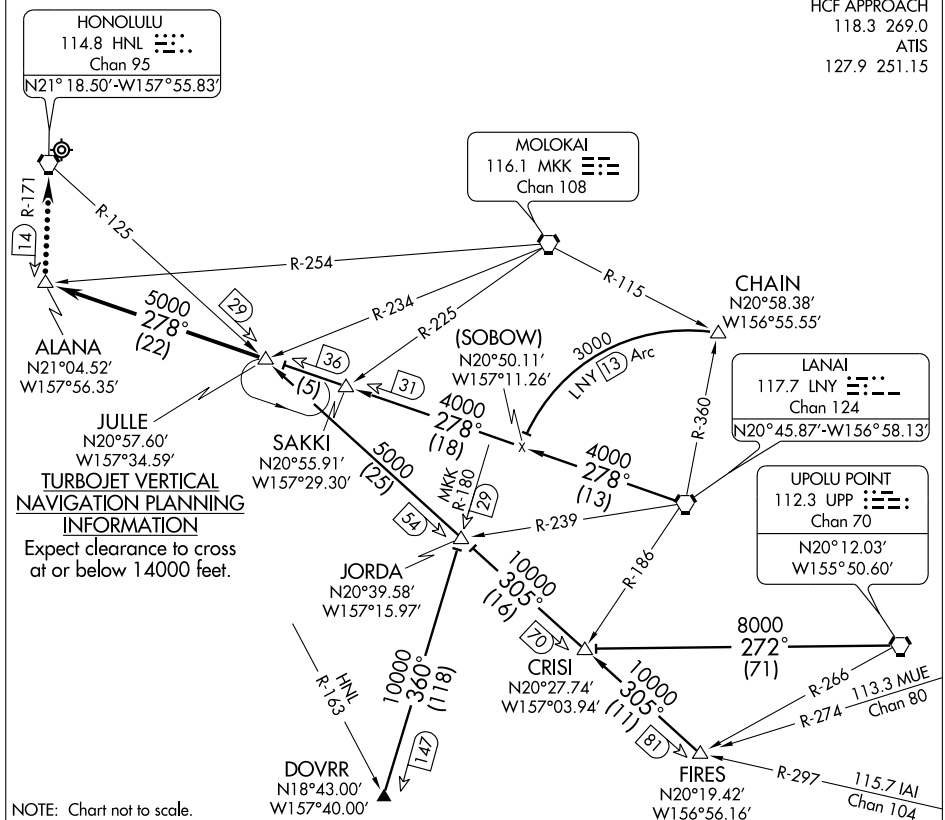 HCF APPROACH
118.3 269.0
ATIS
127.9 251.15
HONOLULU
114.8 HNL
Chan 95
N21° 18.50'-W157°55.83'
MOLOKAI
116.1 MKK
Chan 108
R-171
14
R-125
R-254
R-234
R-225
R-115
CHAIN
N20°58.38'
W156°55.55'
5000
278°
(22)
29
ALANA
N21°04.52'
W157°56.35'
36
(5)
31
(SOBOW)
N20°50.11'
W157°11.26'
3000
LNY 13 Arc
LANAI
117.7 LNY
Chan 124
N20°45.87'-W156°58.13'
R-360
JULLE
N20°57.60'
W157°34.59'
SAKKI
N20°55.91'
W157°29.30'
4000
278°
(18)
4000
278°
(13)
TURBOJET VERTICAL
NAVIGATION PLANNING
INFORMATION
Expect clearance to cross
at or below 14000 feet.
5000
(25)
54
MKK
R-180
29
R-239
R-186
UPOLU POINT
112.3 UPP
Chan 70
N20°12.03'
W155°50.60'
JORDA
N20°39.58'
W157°15.97'
10000
305°
(16)
70
8000
272°
(71)
CRISI
N20°27.74'
W157°03.94'
10000
305°
(11)
81
R-266
R-274
113.3 MUE
Chan 80
HNL
R-163
10000
360°
(118)
147
DOVRR
N18°43.00'
W157°40.00'
FIRES
N20°19.42'
W156°56.16'
R-297
115.7 IAI
Chan 104
NOTE: Chart not to scale.